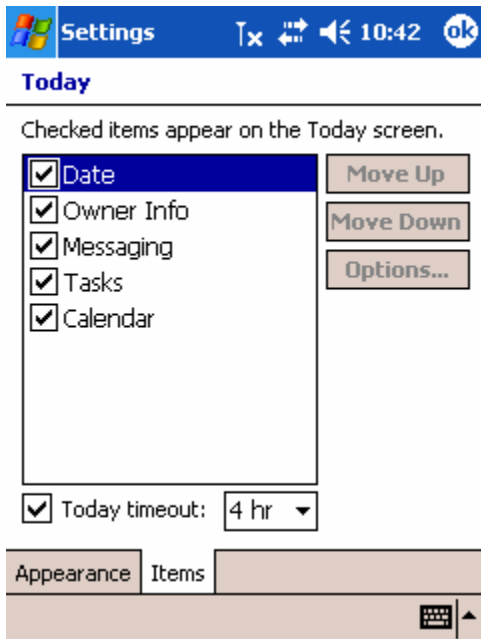 Settings 10:42 ok
Today
Checked items appear on the Today screen.
Date
Owner Info
Messaging
Tasks
Calendar
Move Up
Move Down
Options...
Today timeout: 4 hr
Appearance Items